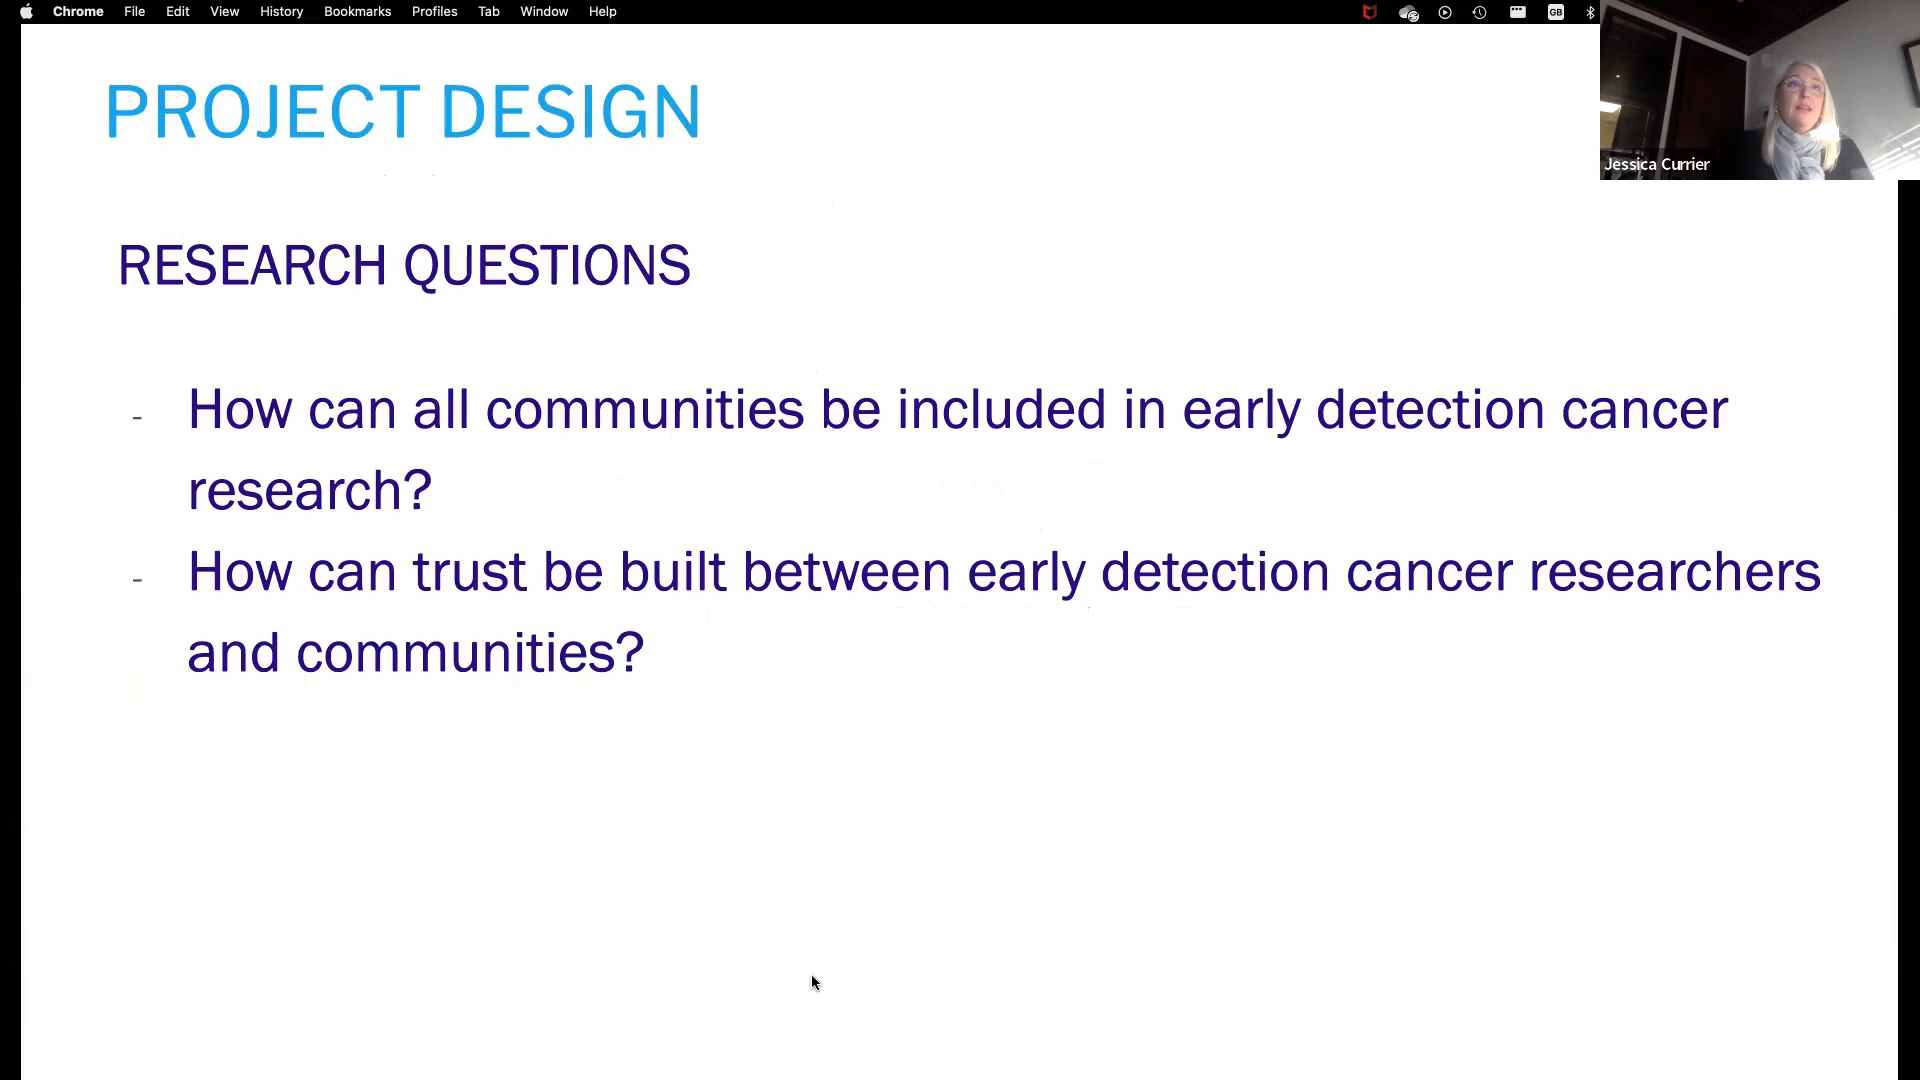 Chrome File Edit View History Bookmarks Profiles Tab Window Help
GB
PROJECT DESIGN
Jessica Currier
RESEARCH QUESTIONS
- How can all communities be included in early detection cancer
research?
- How can trust be built between early detection cancer researchers
and communities?